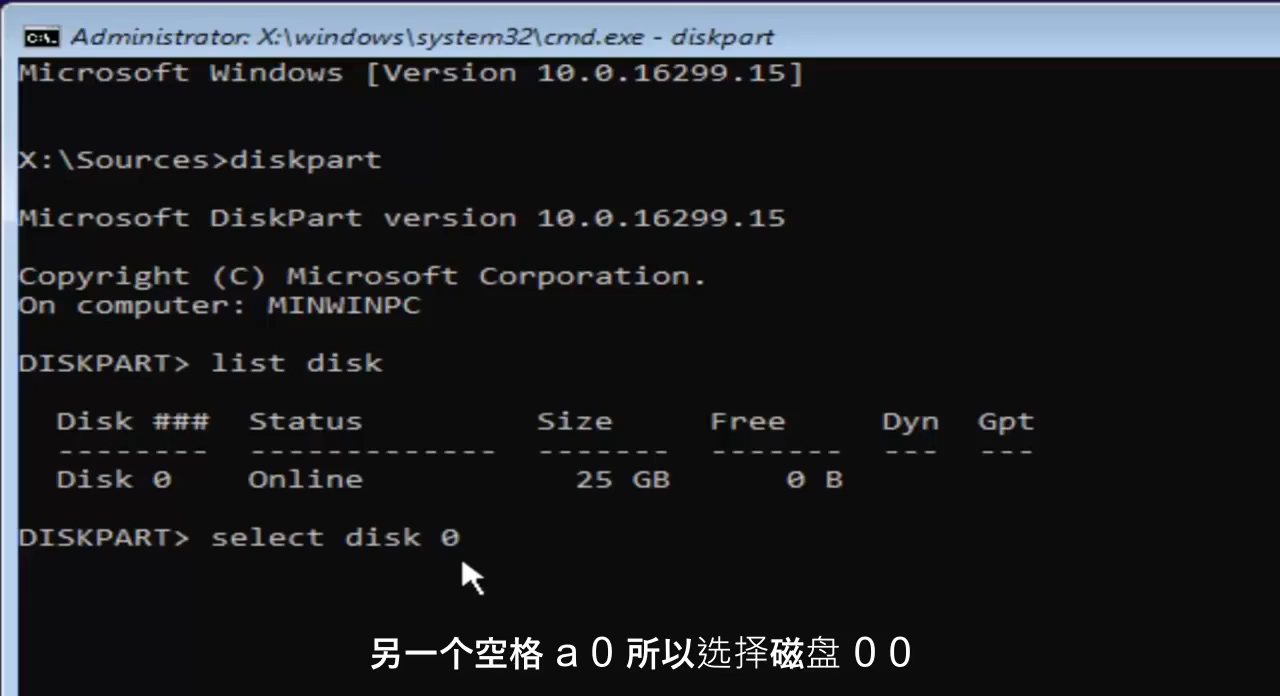 Administrator: X:\windows\system32\cmd.exe - diskpart
Microsoft Windows [Version 10.0.16299.15]
X:\Sources>diskpart
Microsoft DiskPart version 10.0.16299.15
Copyright (C) Microsoft Corporation.
On computer: MINWINPC
DISKPART> list disk
Disk ### Status Size Free Dyn Gpt
-------- ------------- ------- ------- --- ---
Disk 0 Online 25 GB 0 B
DISKPART> select disk 0
另一个空格 a 0 所以选择磁盘 0 0